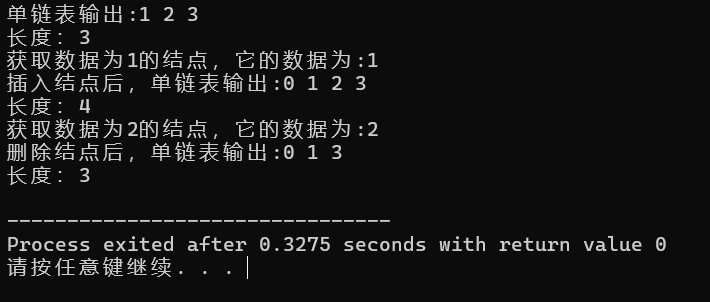 单链表输出:1 2 3
长度: 3
获取数据为1的结点，它的数据为:1
插入结点后，单链表输出:0 1 2 3
长度: 4
获取数据为2的结点，它的数据为:2
删除结点后，单链表输出:0 1 3
长度: 3
--------------------------------
Process exited after 0.3275 seconds with return value 0
请按任意键继续. . .